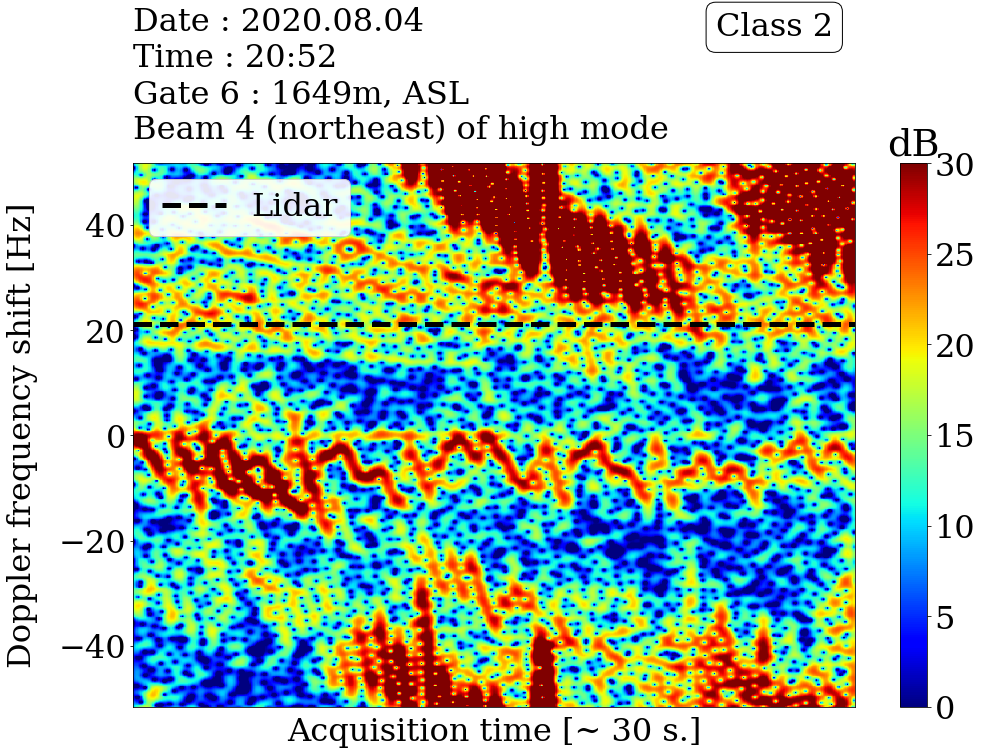 Date : 2020.08.04
Time : 20:52
Gate 6 : 1649m, ASL
Beam 4 (northeast) of high mode
Class 2
dB
Lidar
Doppler frequency shift [Hz]
40
20
0
−20
−40
Acquisition time [~ 30 s.]
30
25
20
15
10
5
0